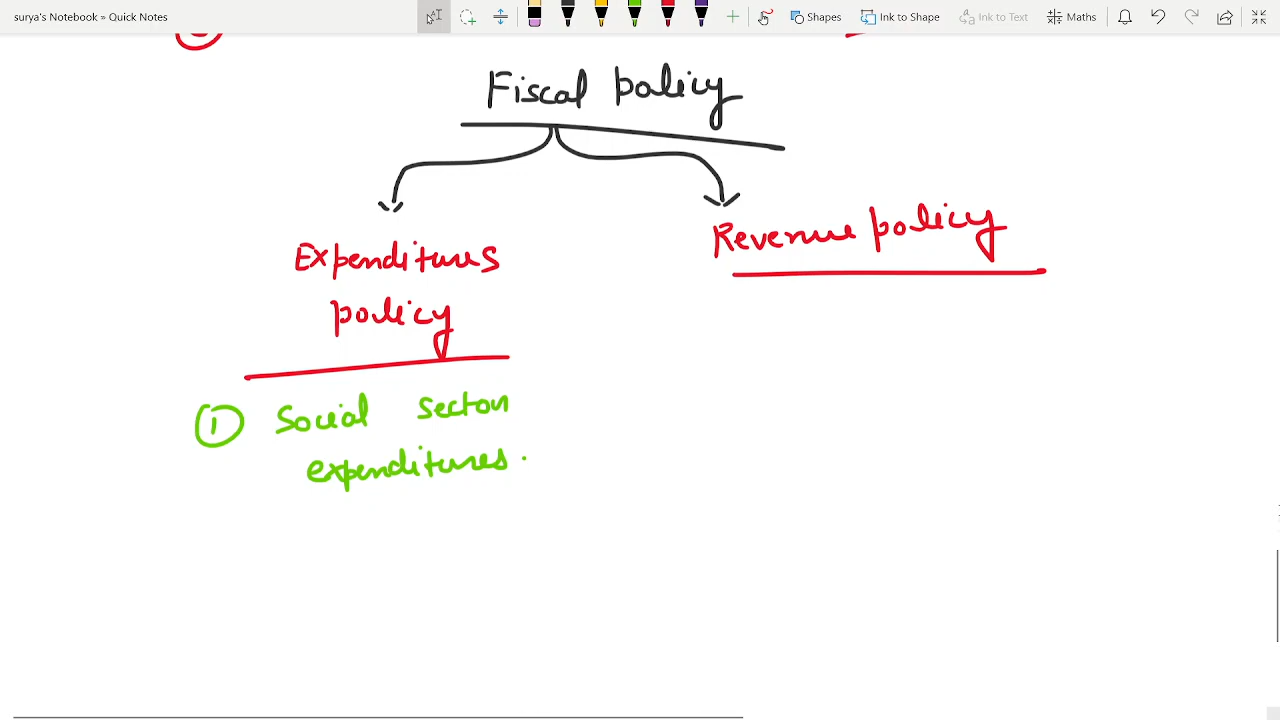 surya's Notebook » Quick Notes
Shapes
Ink to Shape
Ink to Text
Replay
Fiscal policy
Expenditures
policy
Revenue policy
① Social sector
expenditures.